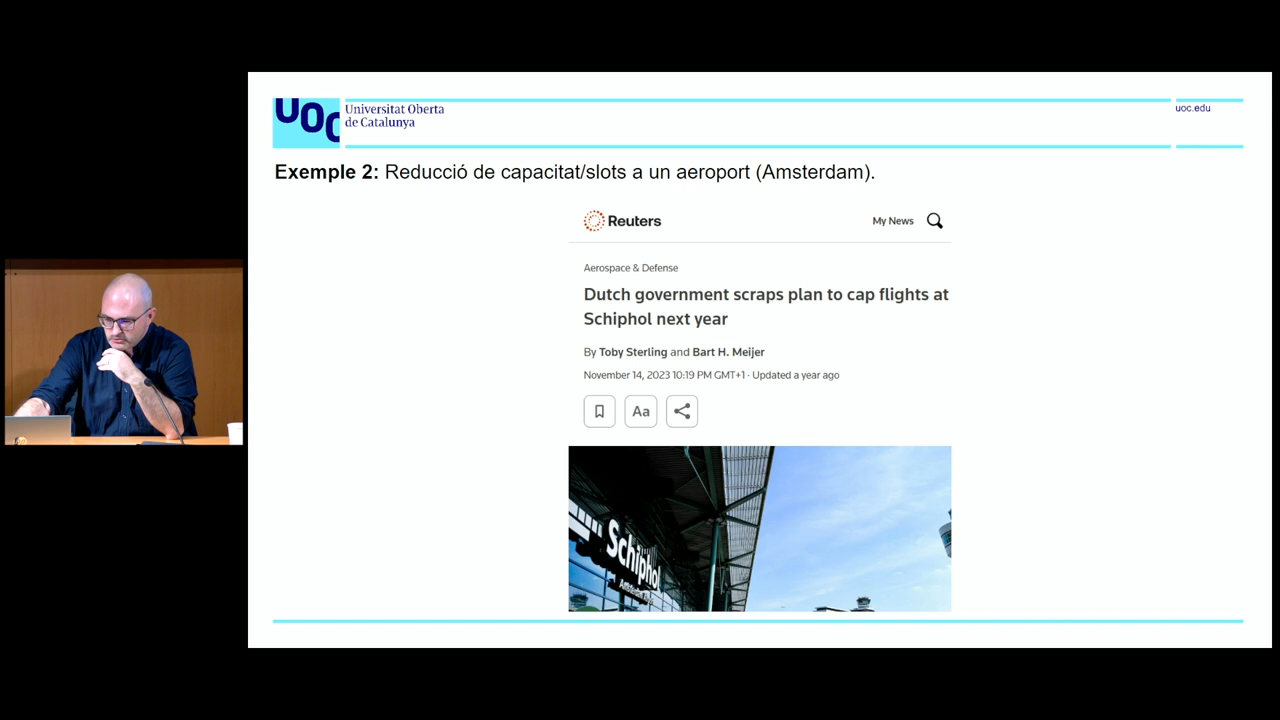 UOC
Universitat Oberta
de Catalunya
uoc.edu
Exemple 2: Reducció de capacitat/slots a un aeroport (Amsterdam).
Reuters
My News
Aerospace & Defense
Dutch government scraps plan to cap flights at
Schiphol next year
By Toby Sterling and Bart H. Meijer
November 14, 2023 10:19 PM GMT+1 · Updated a year ago
Aa
Schiphol